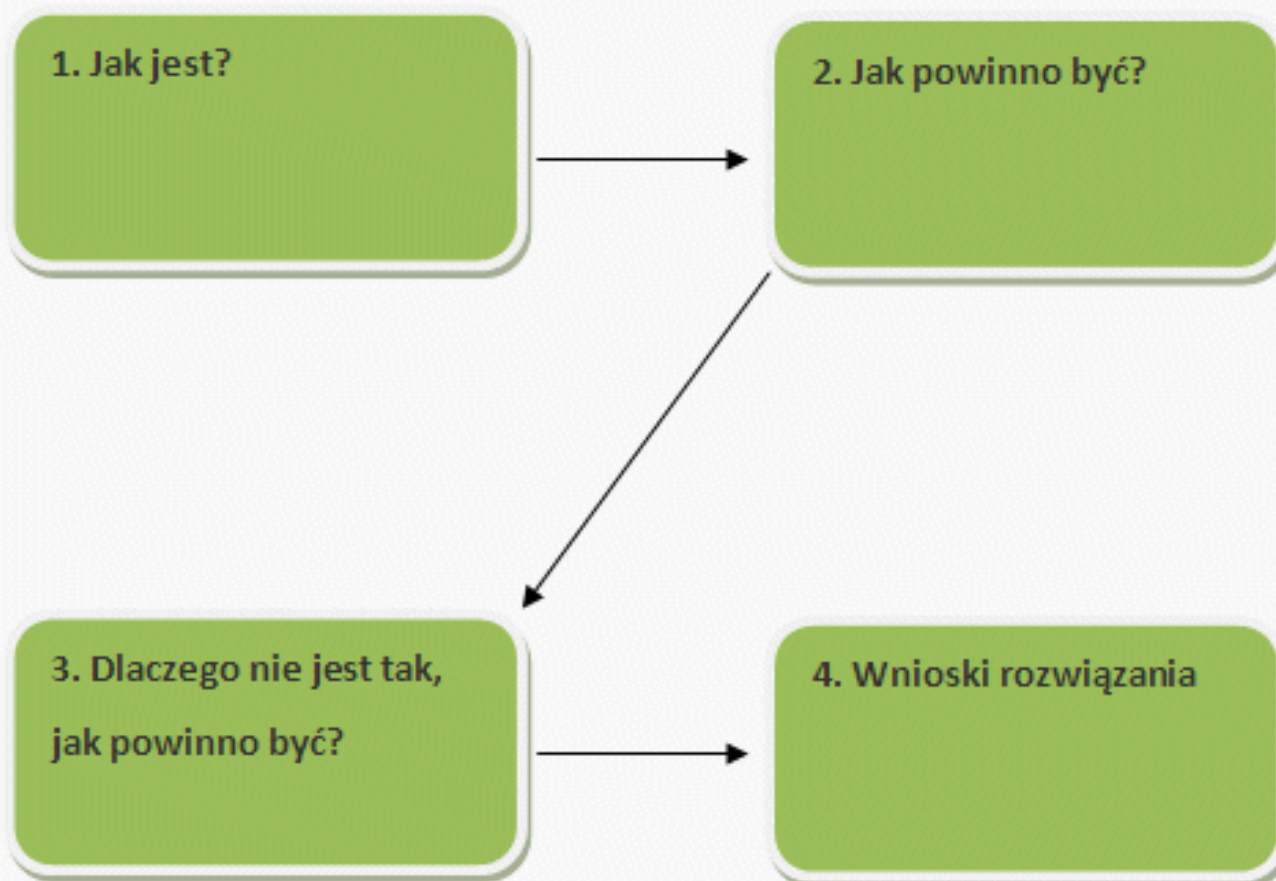 1. Jak jest?
2. Jak powinno być?
3. Dlaczego nie jest tak,
jak powinno być?
4. Wnioski rozwiązania